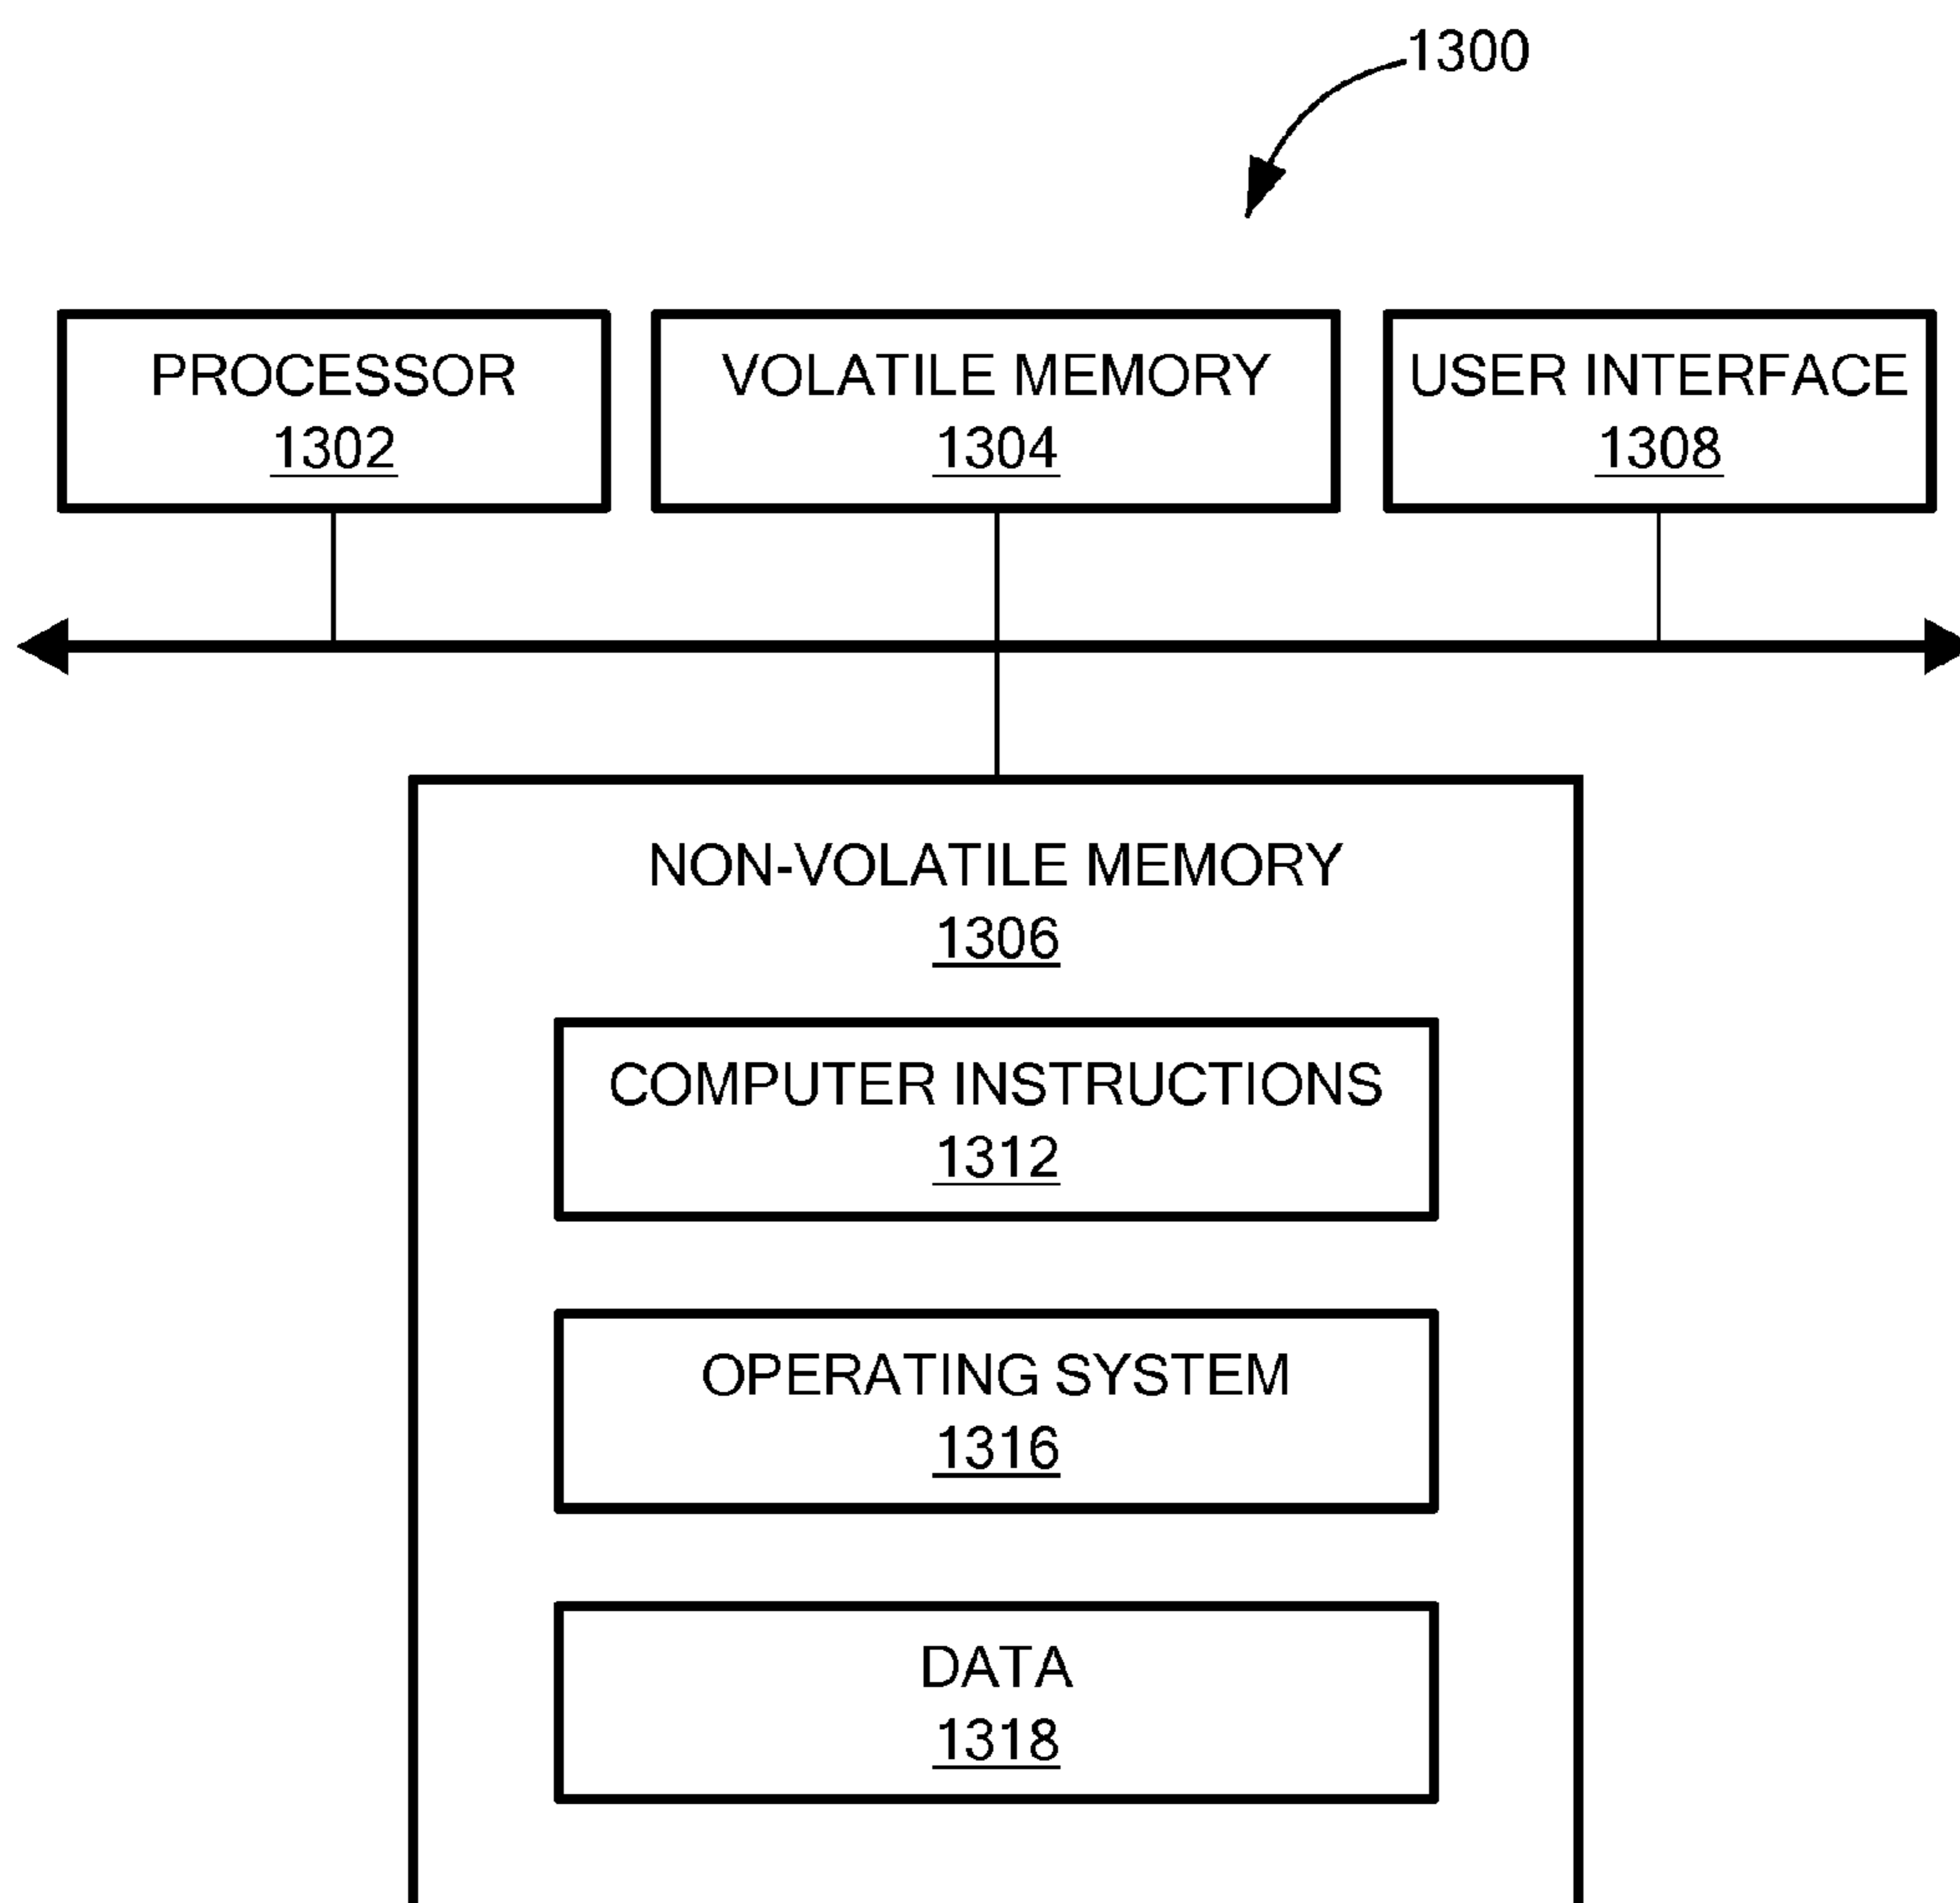 1300
PROCESSOR
1302
VOLATILE MEMORY
1304
USER INTERFACE
1308
NON-VOLATILE MEMORY
1306
COMPUTER INSTRUCTIONS
1312
OPERATING SYSTEM
1316
DATA
1318